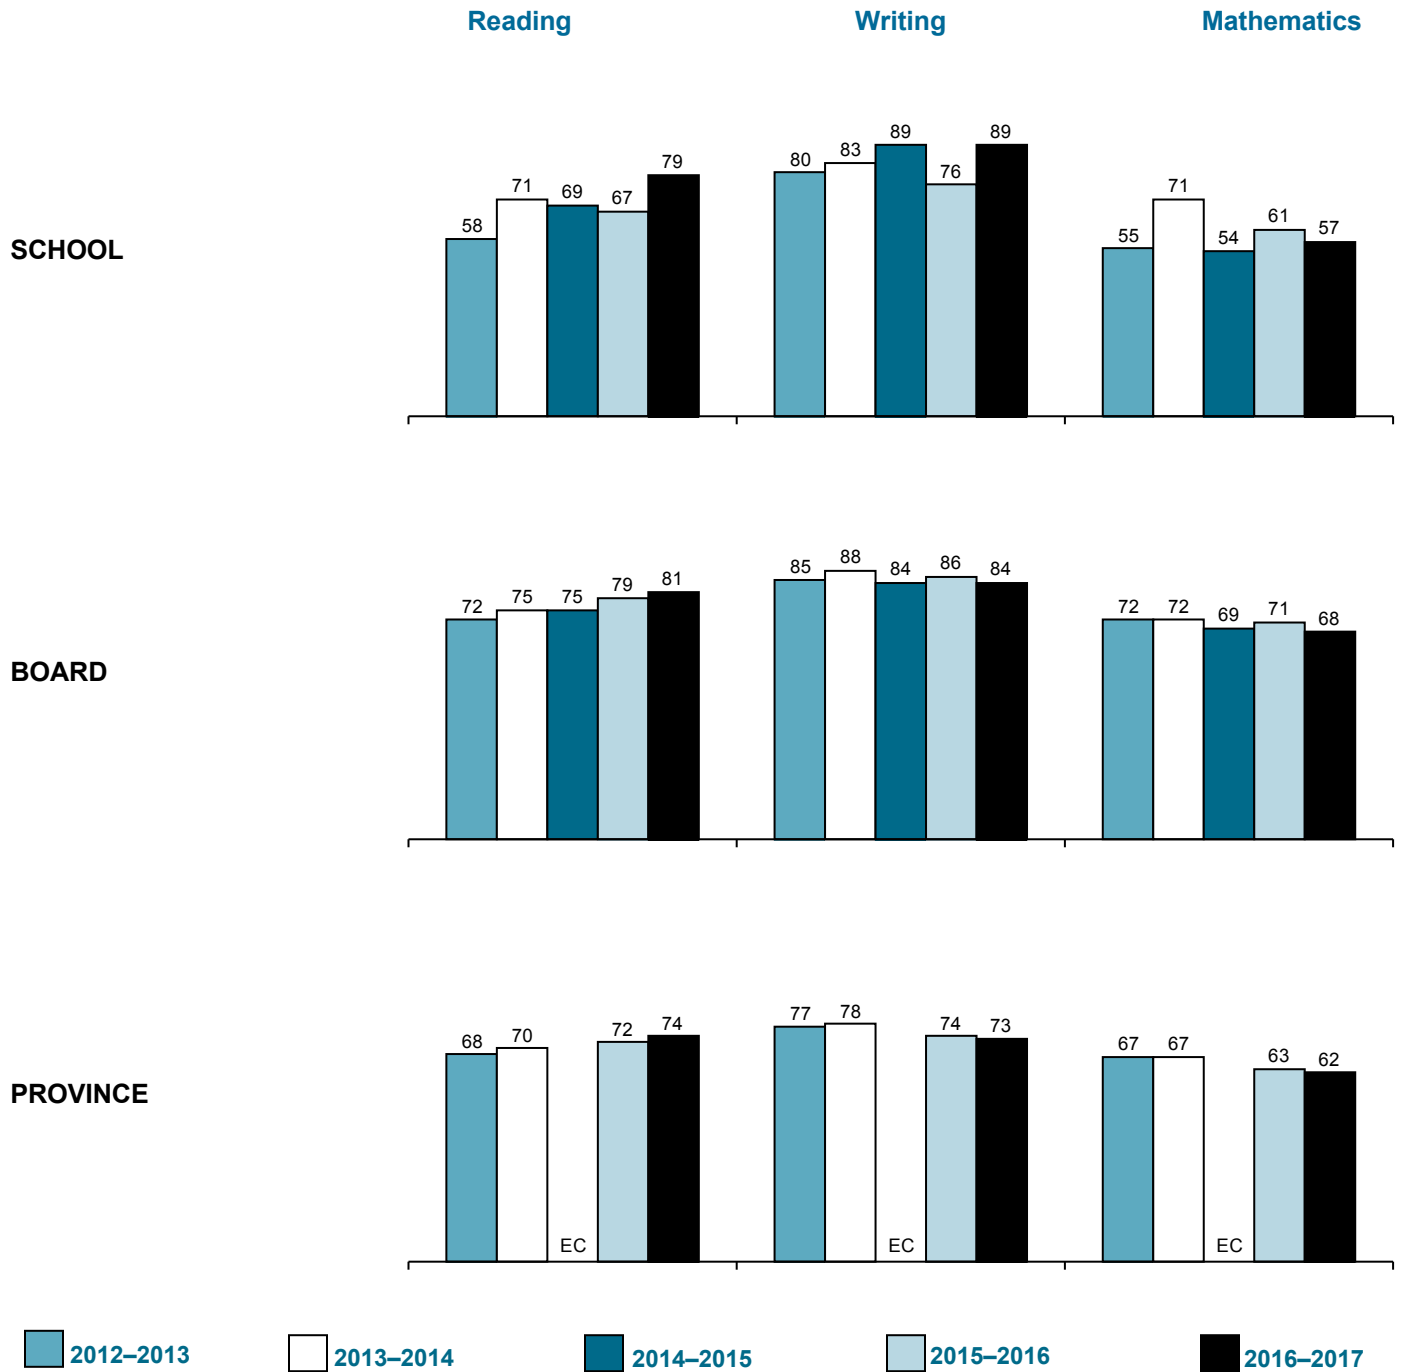 Reading Writing Mathematics
SCHOOL
58 71 69 67 79 80 83 89 76 89 55 71 54 61 57
BOARD
72 75 75 79 81 85 88 84 86 84 72 72 69 71 68
PROVINCE
68 70 EC 72 74 77 78 EC 74 73 67 67 EC 63 62
2012–2013 2013–2014 2014–2015 2015–2016 2016–2017